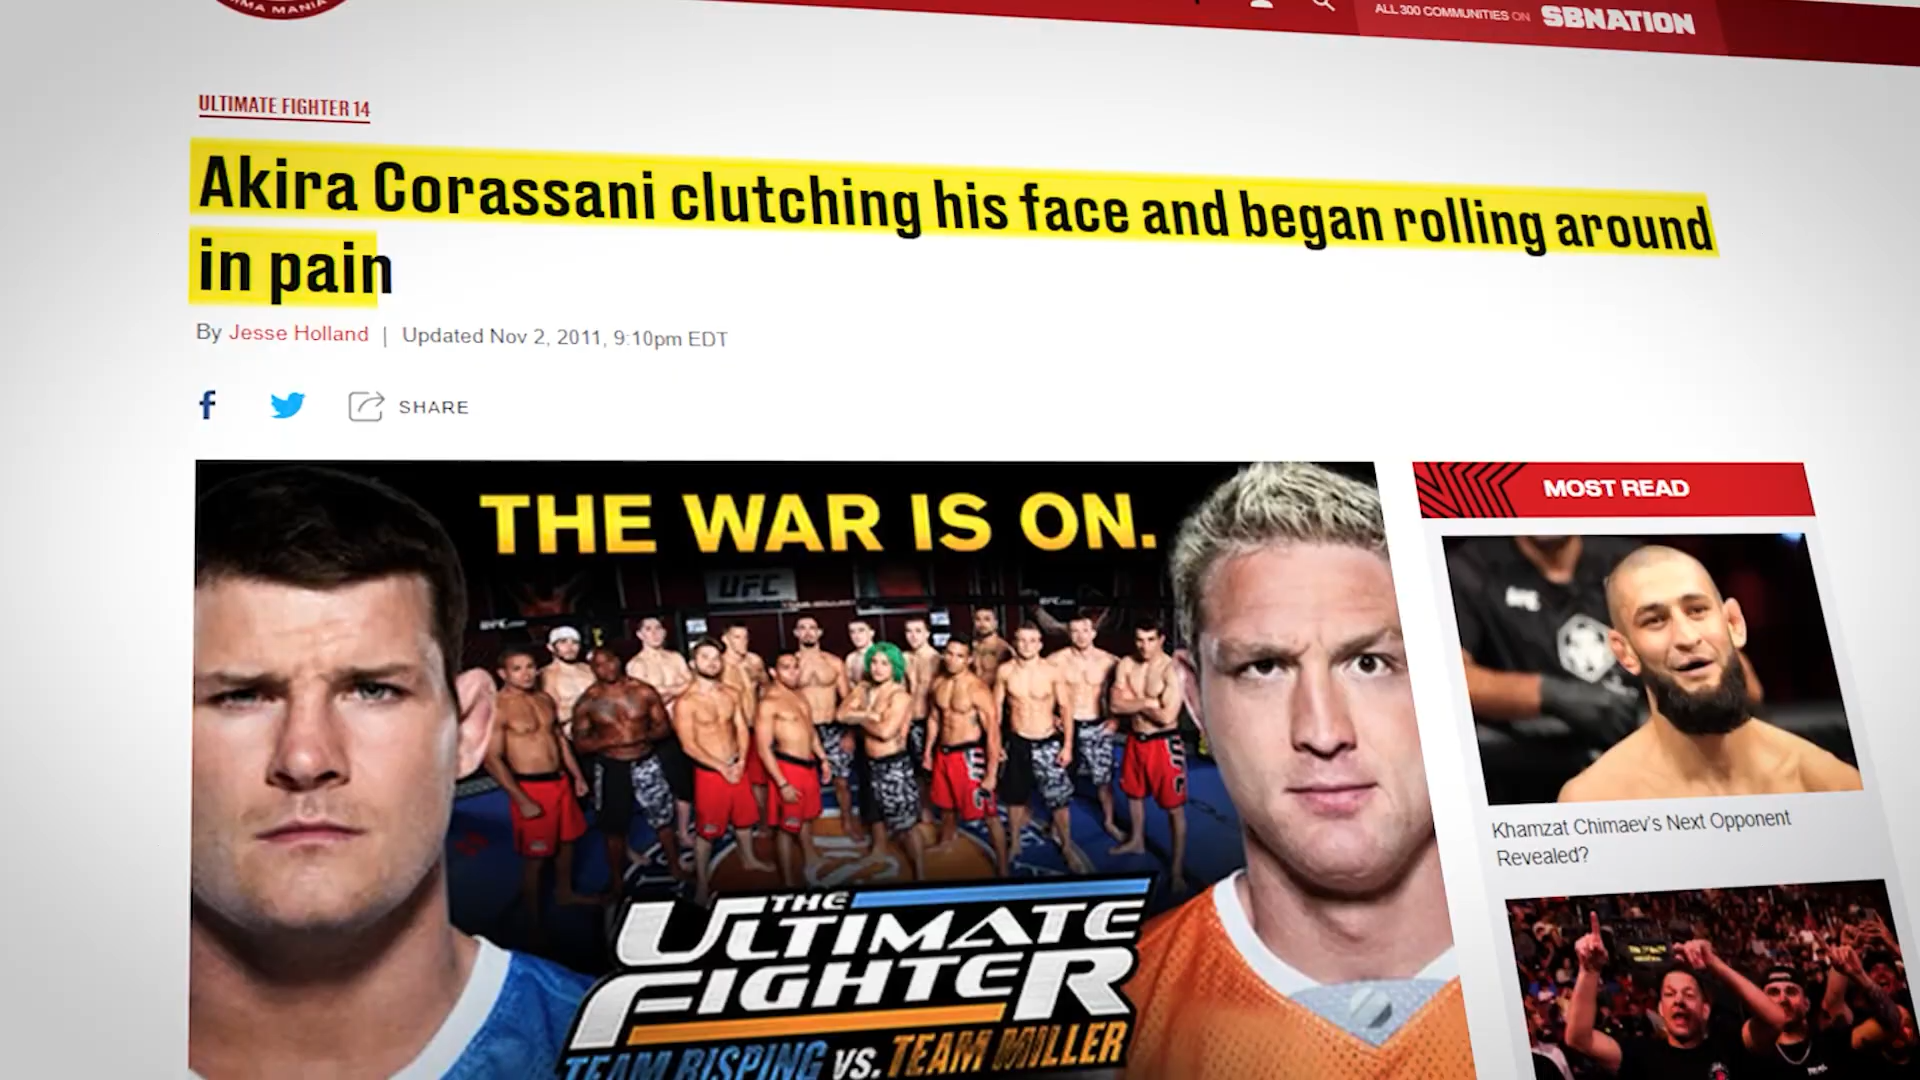 MMA MANIA
ALL 300 COMMUNITIES ON SBNATION
ULTIMATE FIGHTER 14
Akira Corassani clutching his face and began rolling around
in pain
By Jesse Holland | Updated Nov 2, 2011, 9:10pm EDT
SHARE
THE WAR IS ON.
UFC
THE
ULTIMATE
FIGHTER
TEAM BISPING VS. TEAM MILLER
MOST READ
Khamzat Chimaev's Next Opponent
Revealed?